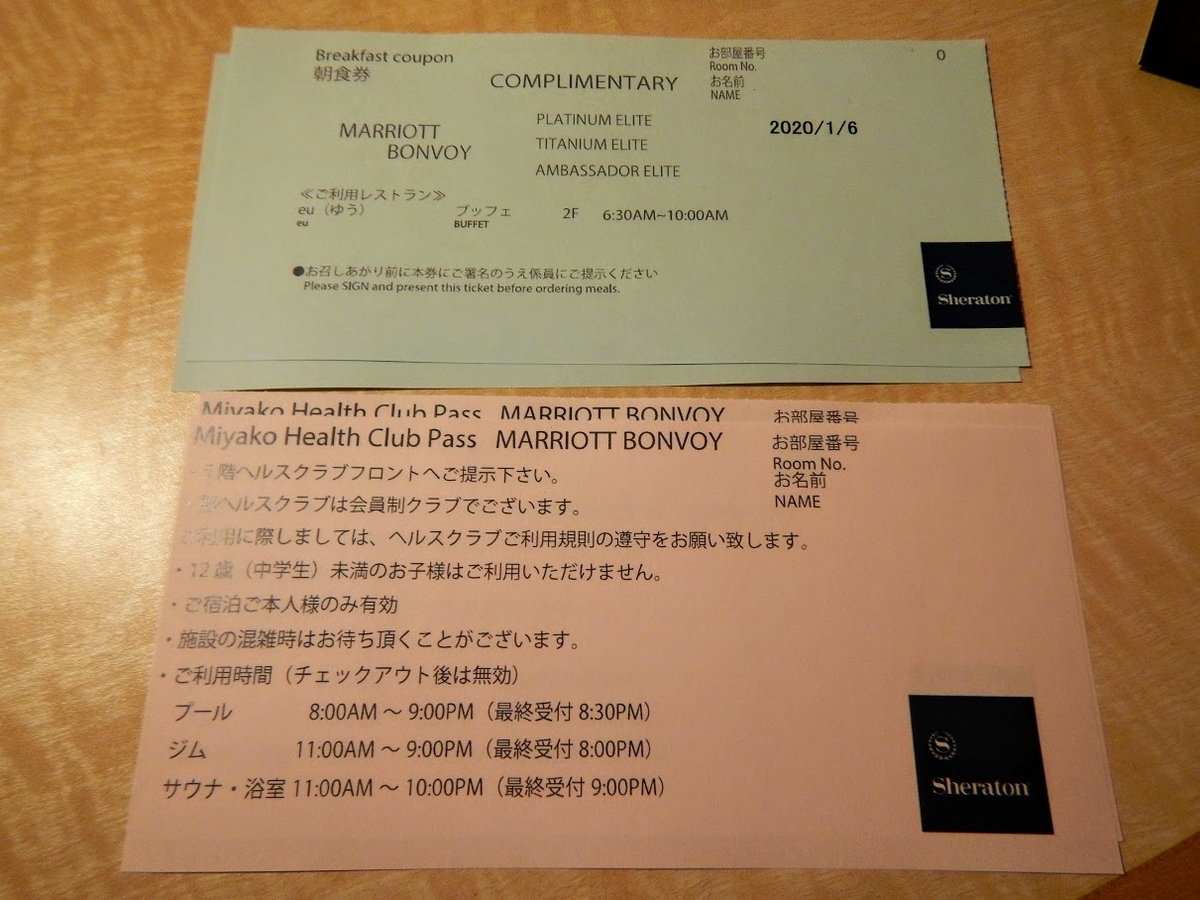 Breakfast coupon
朝食券
COMPLIMENTARY
お部屋番号
Room No.
お名前
NAME
0
MARRIOTT
BONVOY
PLATINUM ELITE
TITANIUM ELITE
AMBASSADOR ELITE
2020/1/6
≪ご利用レストラン≫
eu（ゆう） ブッフェ 2F 6:30AM~10:00AM
eu BUFFET
●お召しあがり前に本券にご署名のうえ係員にご提示ください
Please SIGN and present this ticket before ordering meals.
S
Sheraton
Miyako Health Club Pass MARRIOTT BONVOY お部屋番号
Miyako Health Club Pass MARRIOTT BONVOY
お部屋番号
Room No.
お名前
NAME
階ヘルスクラブフロントへご提示下さい。
ヘルスクラブは会員制クラブでございます。
ご利用に際しましては、ヘルスクラブご利用規則の遵守をお願い致します。
・12歳（中学生）未満のお子様はご利用いただけません。
・ご宿泊ご本人様のみ有効
・施設の混雑時はお待ち頂くことがございます。
・ご利用時間（チェックアウト後は無効）
プール 8:00AM ～ 9:00PM（最終受付 8:30PM）
ジム 11:00AM ～ 9:00PM（最終受付 8:00PM）
サウナ・浴室 11:00AM ～ 10:00PM（最終受付 9:00PM）
S
Sheraton